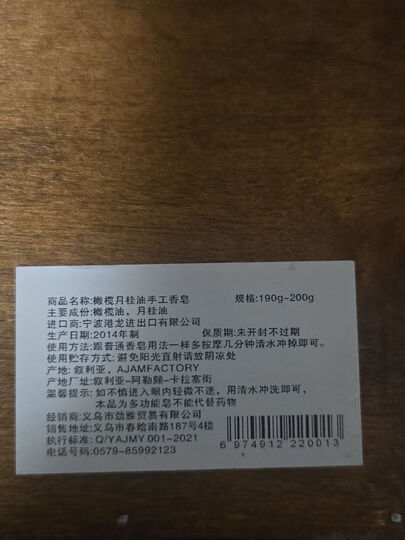 商品名称:橄榄月桂油手工香皂 规格:190g-200g
主要成份:橄榄油，月桂油
进口商:宁波港龙进出口有限公司
生产日期:2014年制 保质期:未开封不过期
使用方法:跟普通香皂用法一样多按摩几分钟清水冲掉即可。
使用贮存方式:避免阳光直射请放阴凉处
产地:叙利亚，AJAMFACTORY
产地厂址:叙利亚-阿勒颇-卡拉塞街
温馨提示:如不慎进入眼内轻微不适，用清水冲洗即可、
本品为多功能皂不能代替药物
经销商:义乌市劲雅贸易有限公司
销售地址:义乌市春晗南路187号4楼
执行标准:Q/YAJMY 001-2021
电话号码:0579-85992123
6 974912 220013